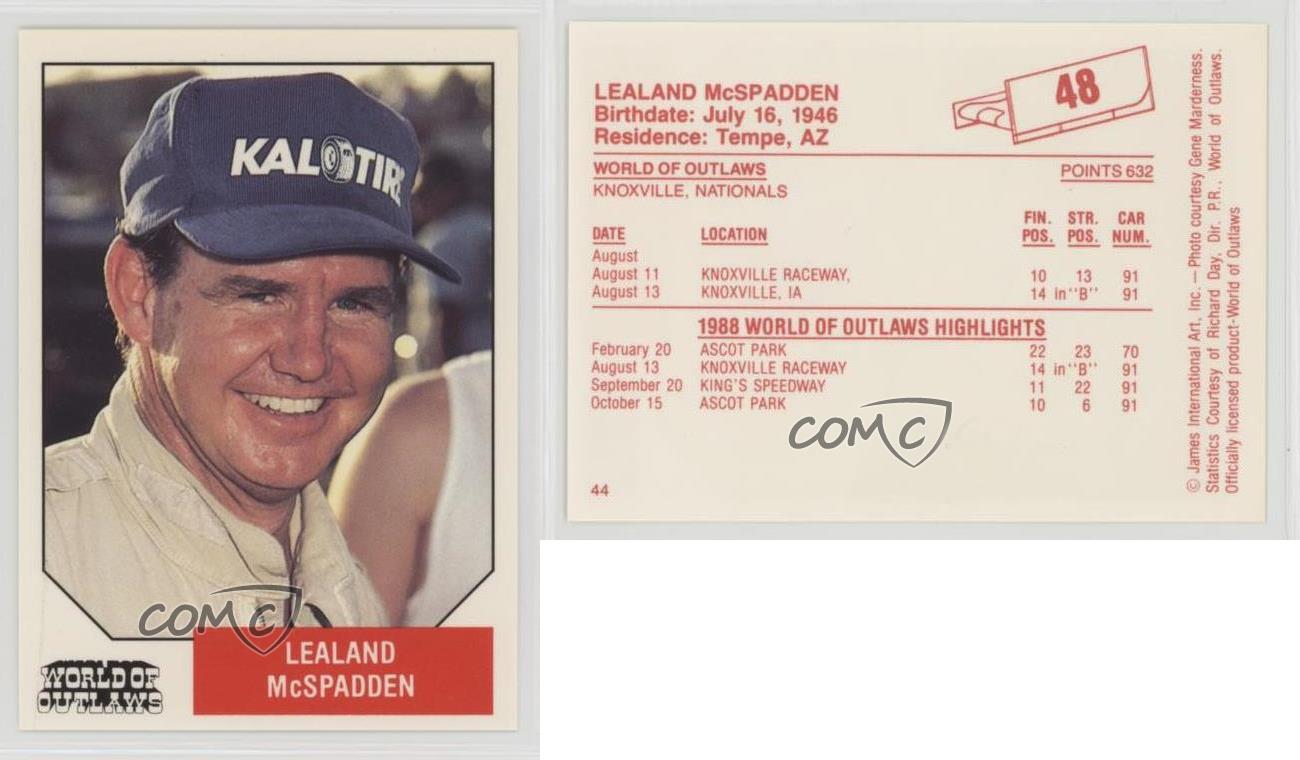 KAL TIRE
COMC
WORLD OF
OUTLAWS
LEALAND
McSPADDEN
LEALAND McSPADDEN
Birthdate: July 16, 1946
Residence: Tempe, AZ
48
WORLD OF OUTLAWS POINTS 632
KNOXVILLE, NATIONALS
FIN. STR. CAR
DATE LOCATION POS. POS. NUM.
August
August 11 KNOXVILLE RACEWAY, 10 13 91
August 13 KNOXVILLE, IA 14 in "B" 91
1988 WORLD OF OUTLAWS HIGHLIGHTS
February 20 ASCOT PARK 22 23 70
August 13 KNOXVILLE RACEWAY 14 in "B" 91
September 20 KING'S SPEEDWAY 11 22 91
October 15 ASCOT PARK 10 6 91
COMC
44
© James International Art, Inc. — Photo courtesy Gene Marderness.
Statistics Courtesy of Richard Day, Dir. P.R., World of Outlaws.
Officially licensed product-World of Outlaws